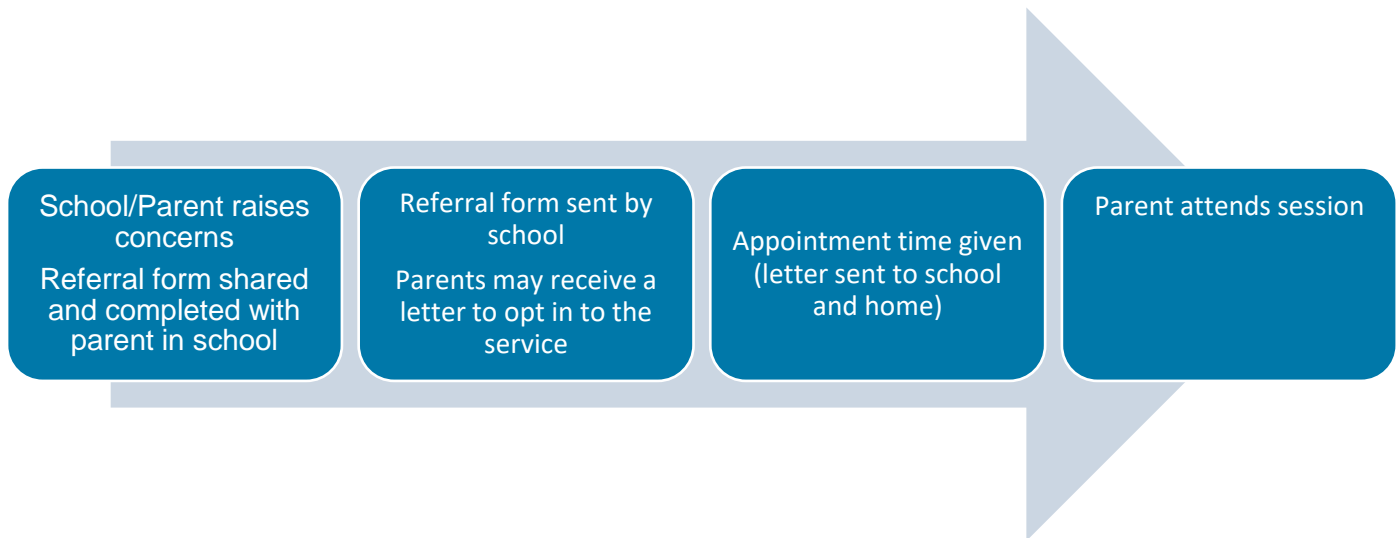 School/Parent raises
concerns
Referral form shared
and completed with
parent in school
Referral form sent by
school
Parents may receive a
letter to opt in to the
service
Appointment time given
(letter sent to school
and home)
Parent attends session